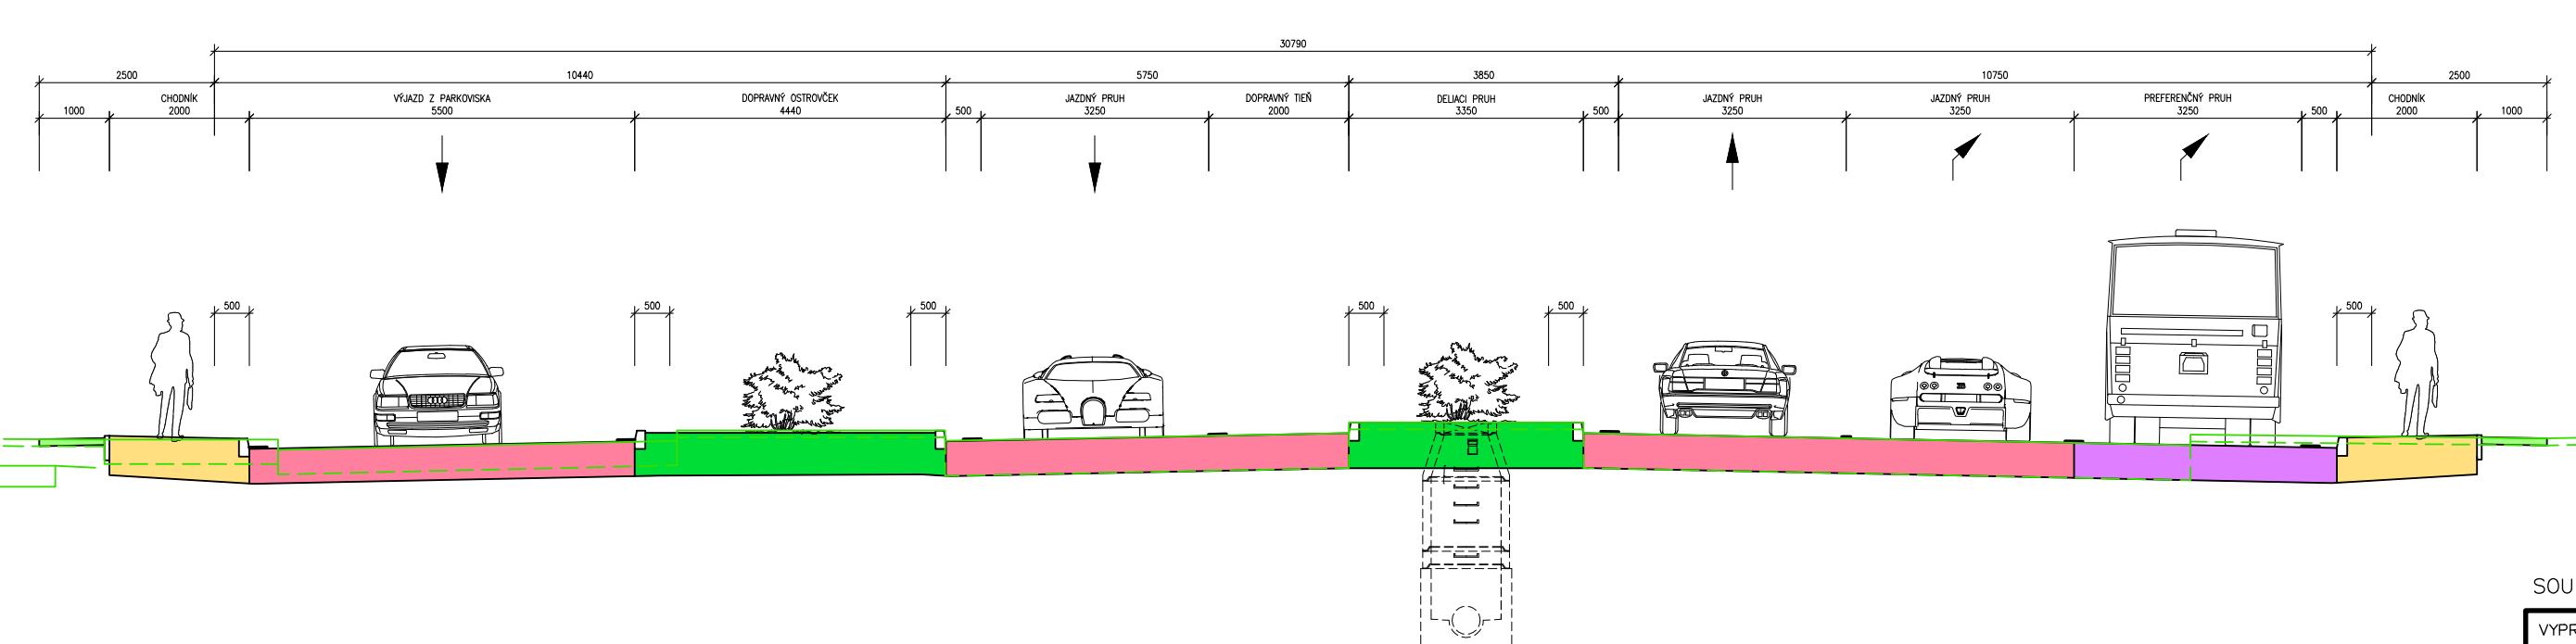 30790
2500 10440 5750 3850 10750 2500
CHODNÍK VÝJAZD Z PARKOVISKA DOPRAVNÝ OSTROVČEK JAZDNÝ PRUH DOPRAVNÝ TIEŇ DELIACI PRUH JAZDNÝ PRUH JAZDNÝ PRUH PREFERENČNÝ PRUH CHODNÍK
1000 2000 5500 4440 500 3250 2000 3350 500 3250 3250 3250 500 2000 1000
500 500 500 500 500 500
SOU
VYPR